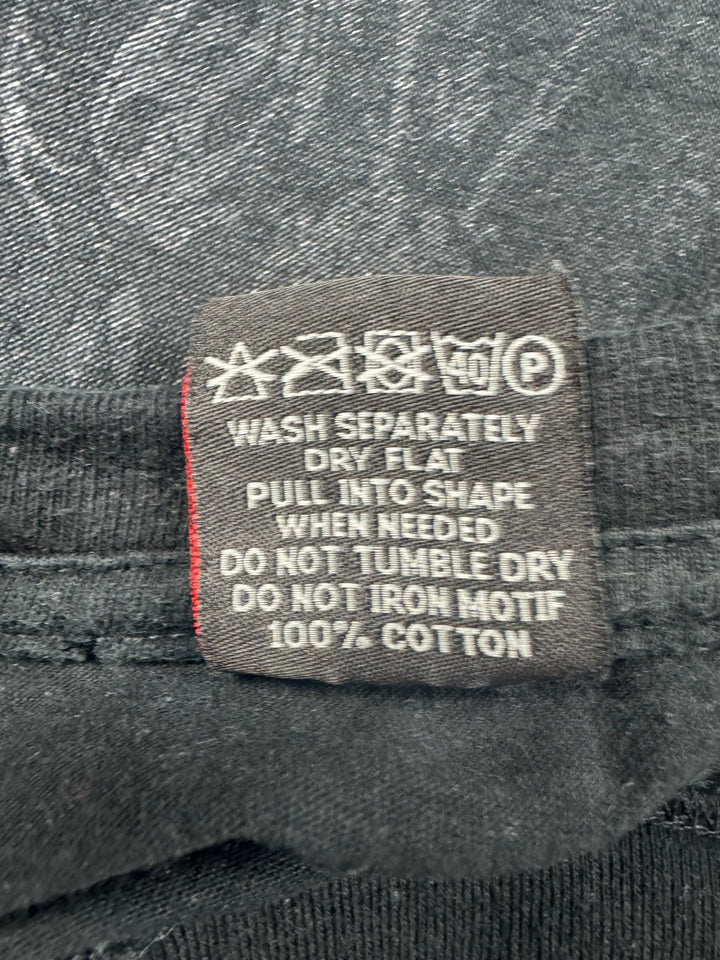 40 P
WASH SEPARATELY
DRY FLAT
PULL INTO SHAPE
WHEN NEEDED
DO NOT TUMBLE DRY
DO NOT IRON MOTIF
100% COTTON